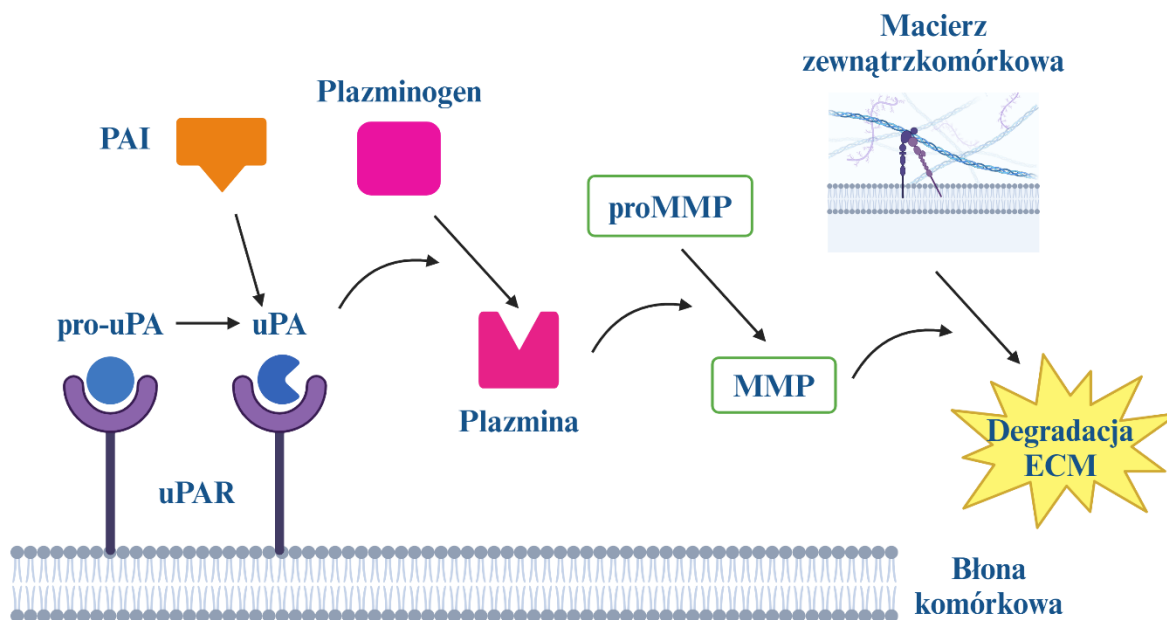 Macierz
zewnątrzkomórkowa
Plazminogen
PAI
proMMP
pro-uPA
uPA
MMP
Plazmina
Degradacja
ECM
uPAR
Błona
komórkowa